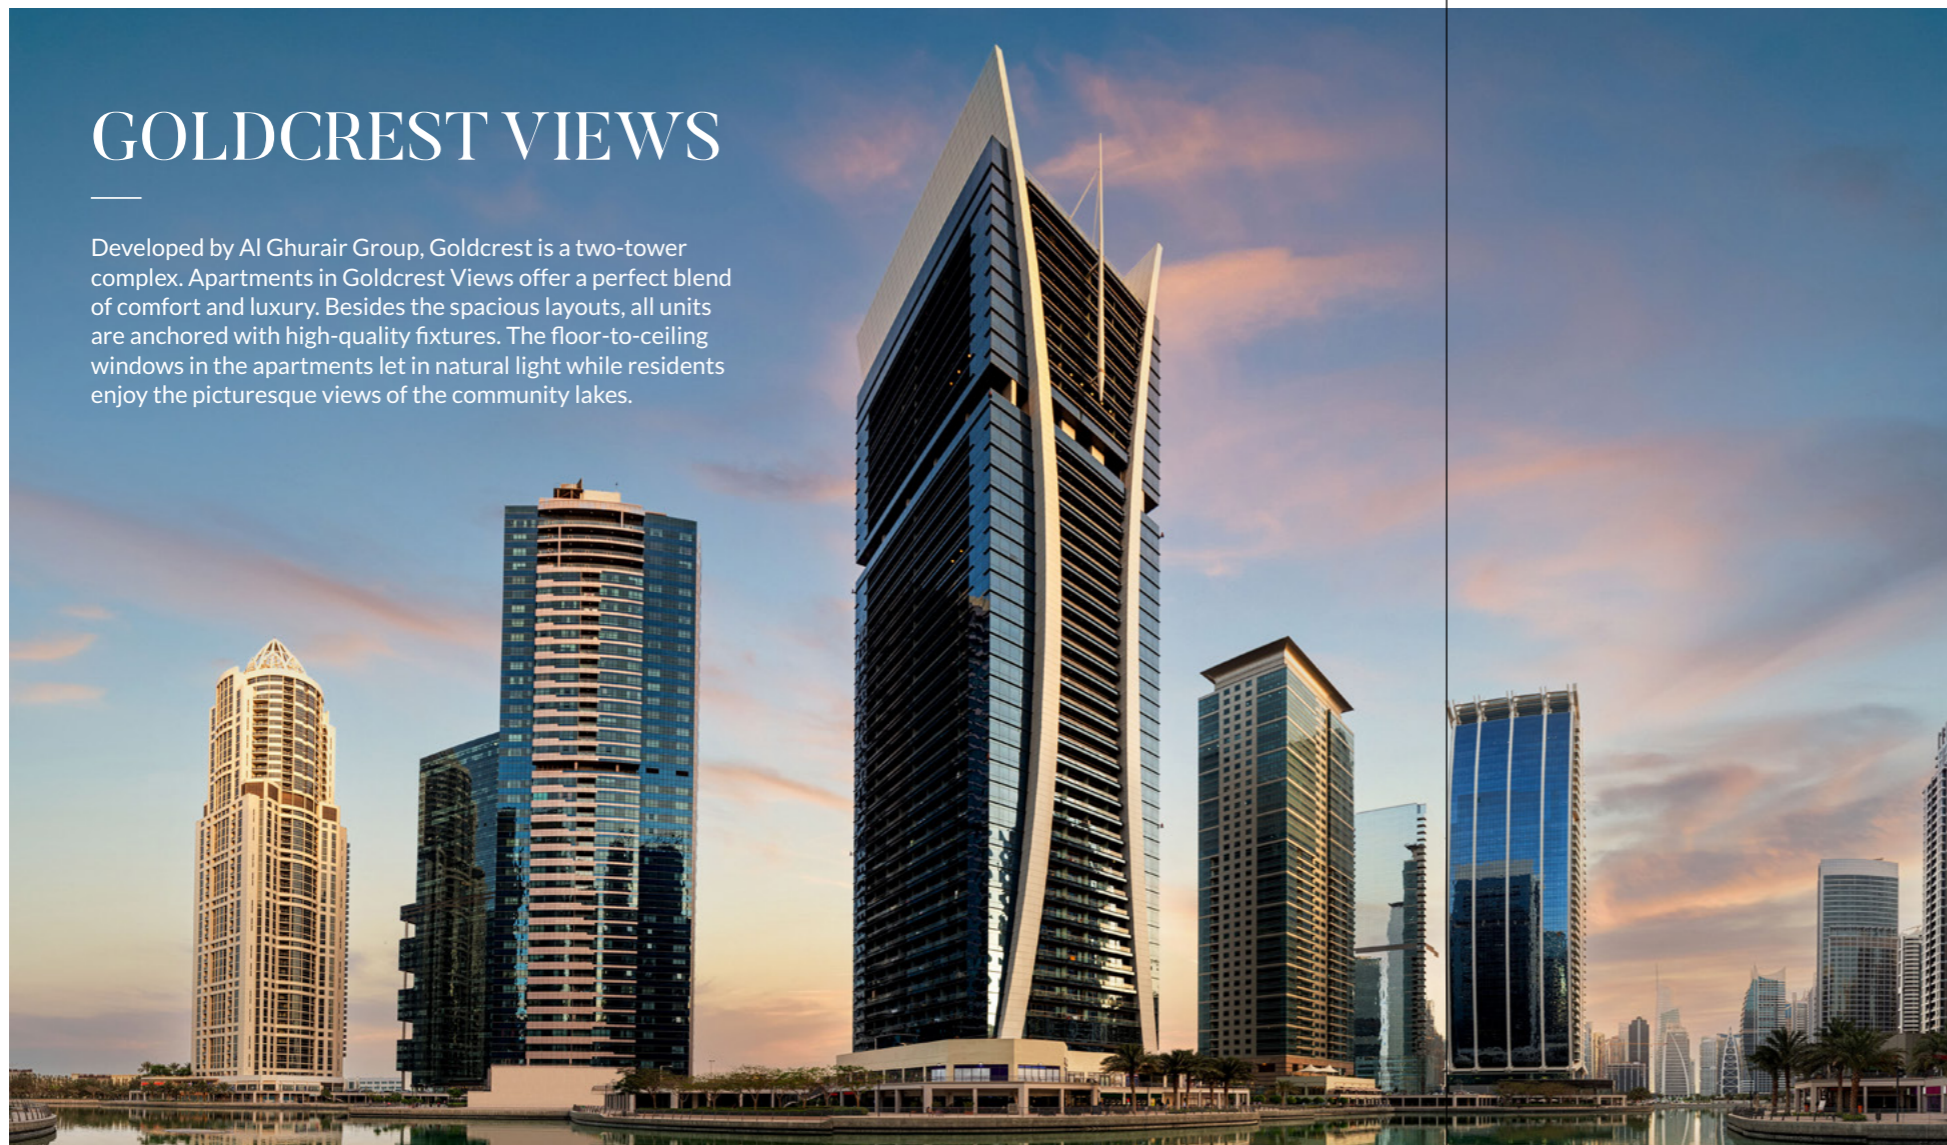 GOLDCREST VIEWS
Developed by Al Ghurair Group, Goldcrest is a two-tower
complex. Apartments in Goldcrest Views offer a perfect blend
of comfort and luxury. Besides the spacious layouts, all units
are anchored with high-quality fixtures. The floor-to-ceiling
windows in the apartments let in natural light while residents
enjoy the picturesque views of the community lakes.